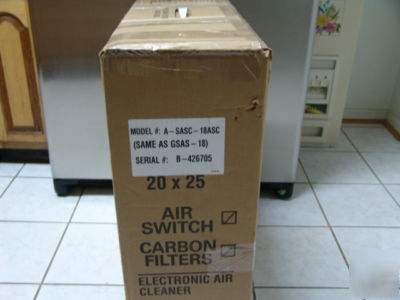 MODEL #: A-SASC-18ASC
(SAME AS GSAS-18)
SERIAL #: B-426705
20 x 25
AIR
SWITCH
CARBON
FILTERS
ELECTRONIC AIR
CLEANER